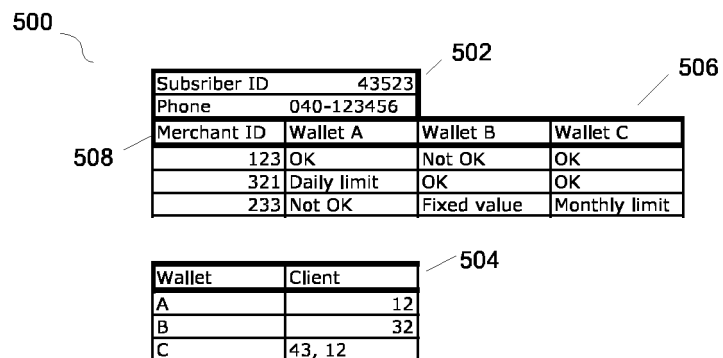 500
502
506
Subsriber ID 43523
Phone 040-123456
508
Merchant ID Wallet A Wallet B Wallet C
123 OK Not OK OK
321 Daily limit OK OK
233 Not OK Fixed value Monthly limit
504
Wallet Client
A 12
B 32
C 43, 12